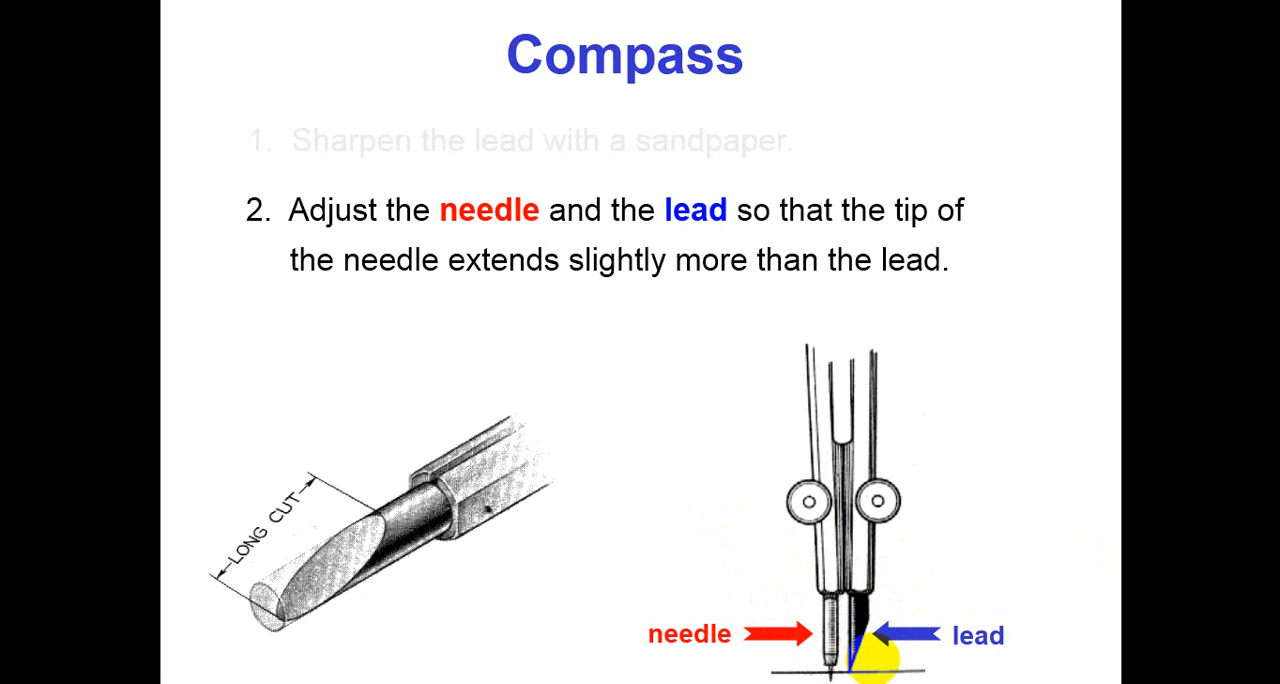 Compass
1. Sharpen the lead with a sandpaper.
2. Adjust the needle and the lead so that the tip of
the needle extends slightly more than the lead.
LONG CUT
needle
lead